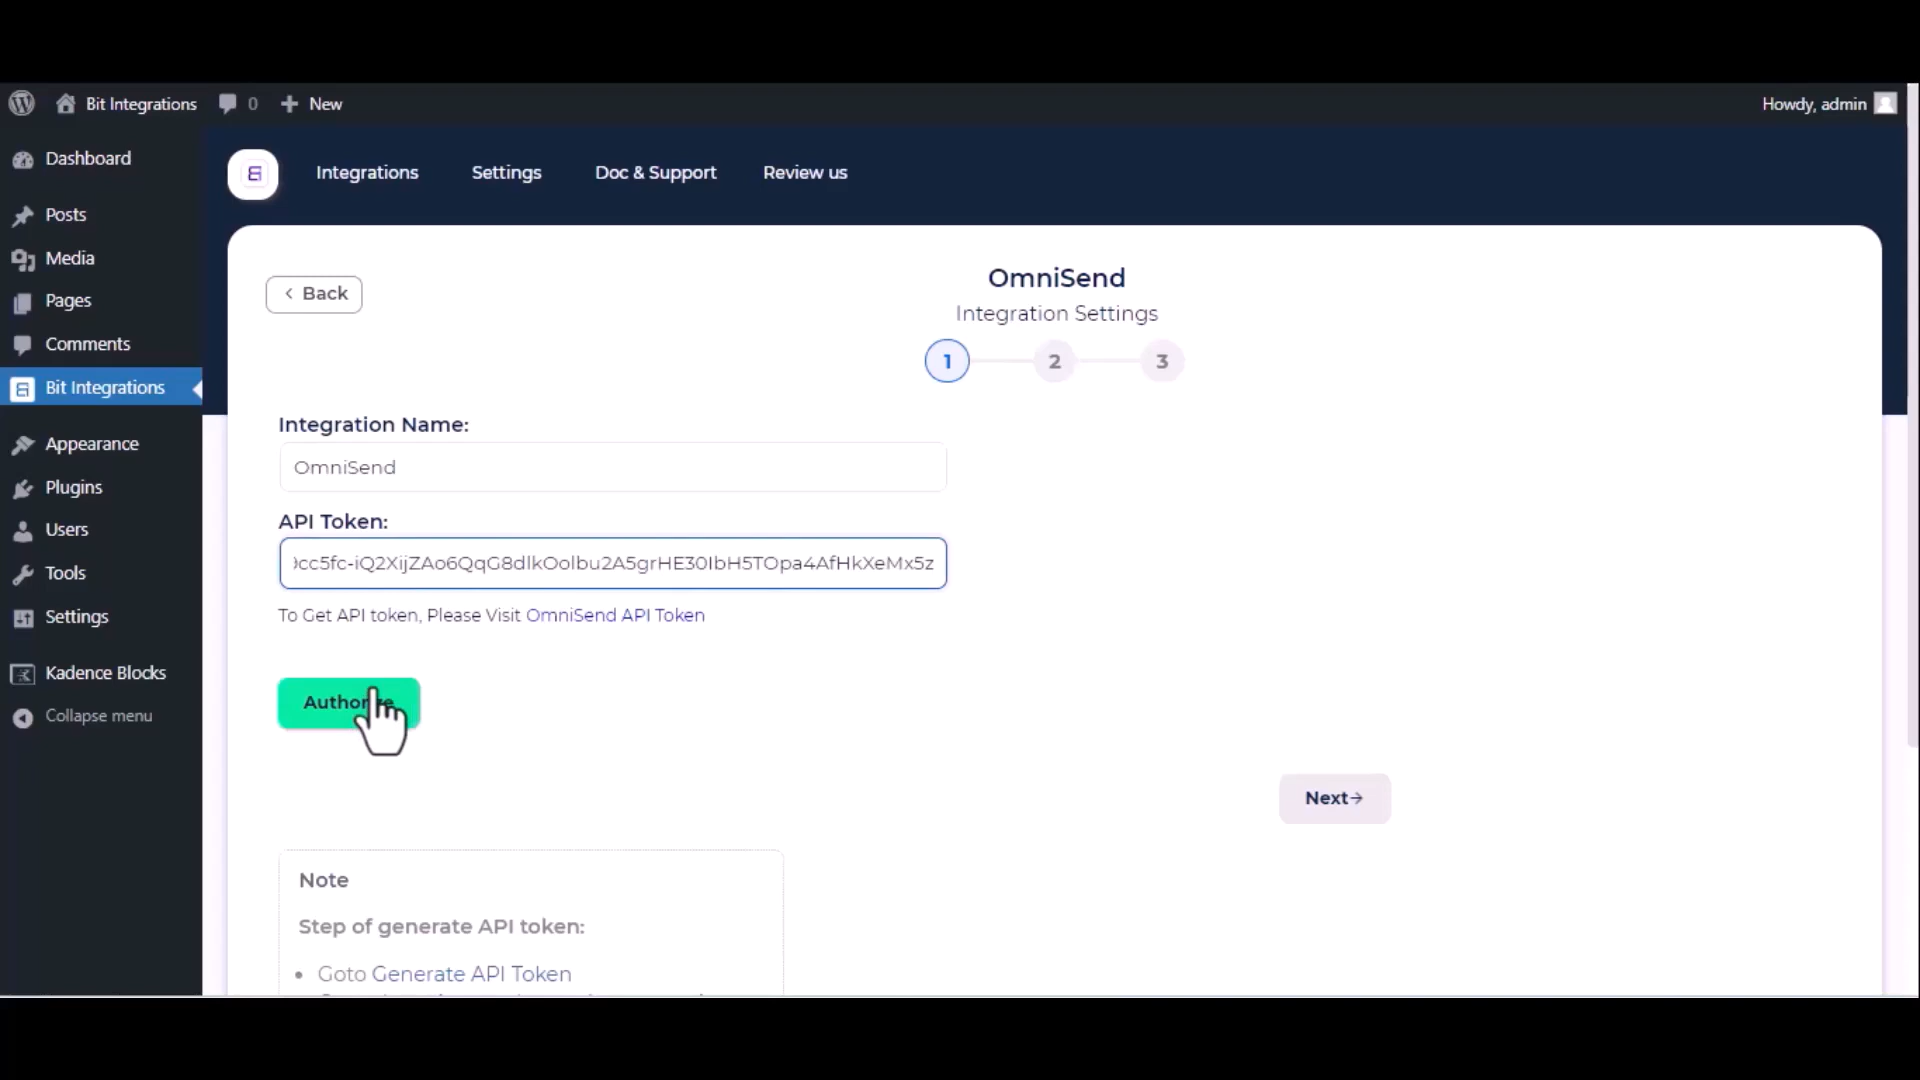 Bit Integrations
0
New
Howdy, admin
Dashboard
Posts
Media
Pages
Comments
Bit Integrations
Appearance
Plugins
Users
Tools
Settings
Kadence Blocks
Collapse menu
Integrations
Settings
Doc & Support
Review us
Back
OmniSend
Integration Settings
1
2
3
Integration Name:
OmniSend
API Token:
cc5fc-iQ2XijZAo6QqG8dlkOolbu2A5grHE30IbH5TOpa4AfHkXeMx5z
To Get API token, Please Visit OmniSend API Token
Authorize
Next
Note
Step of generate API token:
Goto Generate API Token